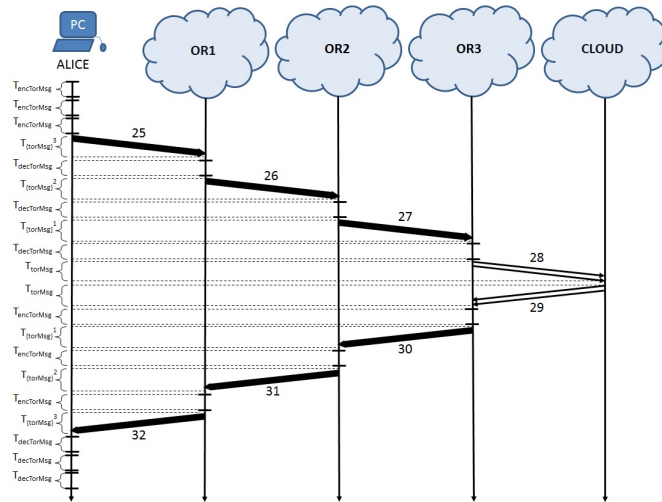 PC
ALICE
OR1
OR2
OR3
CLOUD
TencTorMsg
TencTorMsg
TencTorMsg
25
T{torMsg}3
TdecTorMsg
26
T{torMsg}2
TdecTorMsg
27
T{torMsg}1
TdecTorMsg
28
TtorMsg
TtorMsg
29
TencTorMsg
T{torMsg}1
30
TencTorMsg
T{torMsg}2
31
TencTorMsg
T{torMsg}3
32
TdecTorMsg
TdecTorMsg
TdecTorMsg